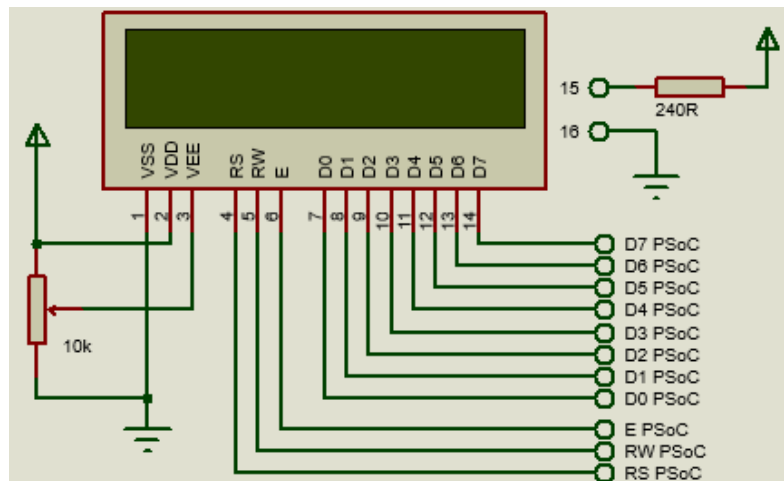 15
240R
16
VSS VDD VEE RS RW E D0 D1 D2 D3 D4 D5 D6 D7
1 2 3 4 5 6 7 8 9 10 11 12 13 14
D7 PSoC
D6 PSoC
D5 PSoC
D4 PSoC
10k
D3 PSoC
D2 PSoC
D1 PSoC
D0 PSoC
E PSoC
RW PSoC
RS PSoC